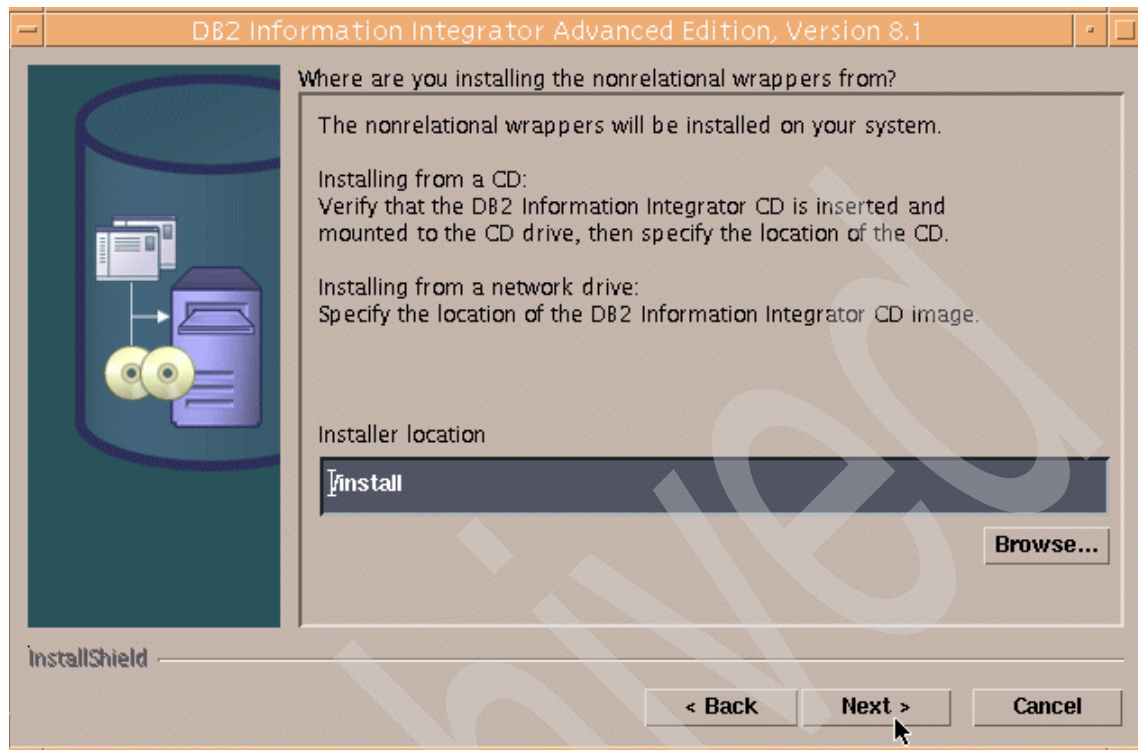 DB2 Information Integrator Advanced Edition, Version 8.1
Where are you installing the nonrelational wrappers from?
The nonrelational wrappers will be installed on your system.
Installing from a CD:
Verify that the DB2 Information Integrator CD is inserted and
mounted to the CD drive, then specify the location of the CD.
Installing from a network drive:
Specify the location of the DB2 Information Integrator CD image.
Installer location
/install
Browse...
InstallShield
< Back
Next >
Cancel
hived